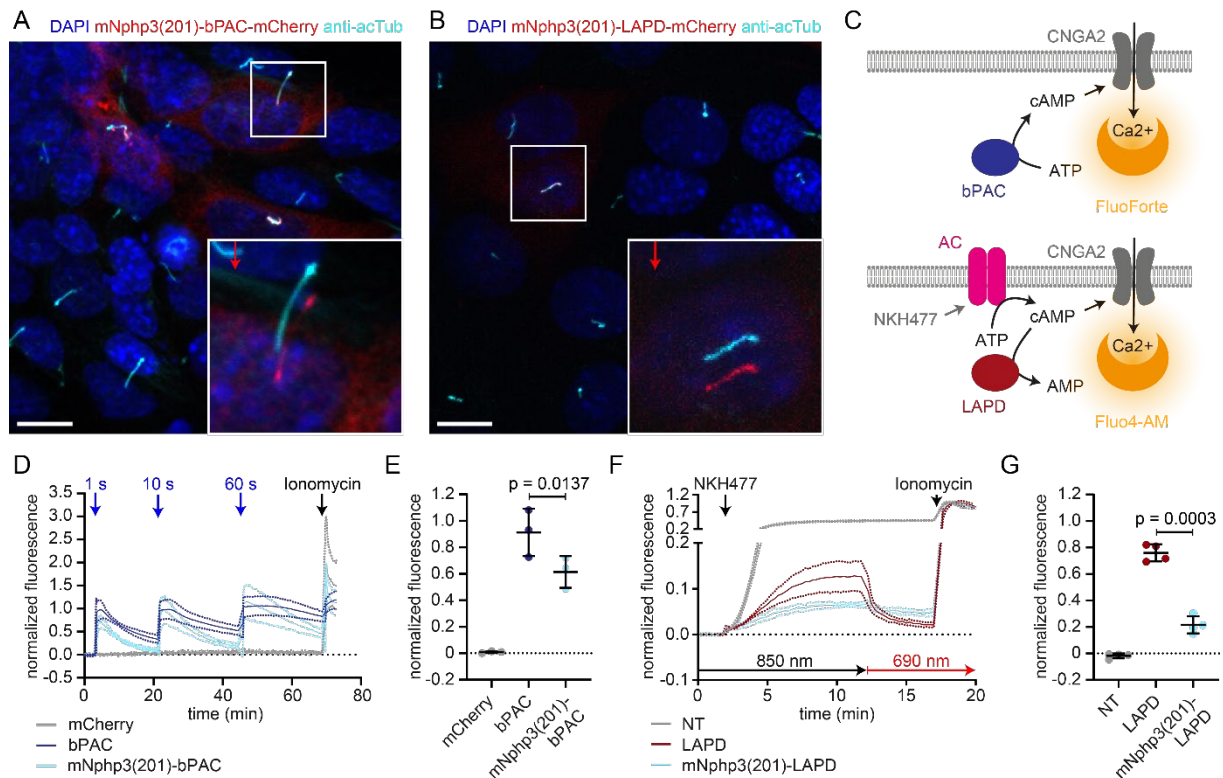 A
DAPI mNphp3(201)-bPAC-mCherry anti-acTub
B
DAPI mNphp3(201)-LAPD-mCherry anti-acTub
C
CNGA2
cAMP
Ca2+
ATP
bPAC
FluoForte
AC
CNGA2
NKH477
cAMP
ATP
Ca2+
AMP
LAPD
Fluo4-AM
D
1 s 10 s 60 s Ionomycin
normalized fluorescence
3.5
3.0
2.5
2.0
1.5
1.0
0.5
0.0
-0.5
0 20 40 60 80
time (min)
mCherry
bPAC
mNphp3(201)-bPAC
E
p = 0.0137
normalized fluorescence
1.2
1.0
0.8
0.6
0.4
0.2
0.0
-0.2
mCherry
bPAC
mNphp3(201)-
bPAC
F
NKH477 Ionomycin
normalized fluorescence
1.2
0.7
0.2
0.2
0.1
0.0
-0.1
850 nm 690 nm
0 5 10 15 20
time (min)
NT
LAPD
mNphp3(201)-LAPD
G
p = 0.0003
normalized fluorescence
1.2
1.0
0.8
0.6
0.4
0.2
0.0
-0.2
NT
LAPD
mNphp3(201)-
LAPD